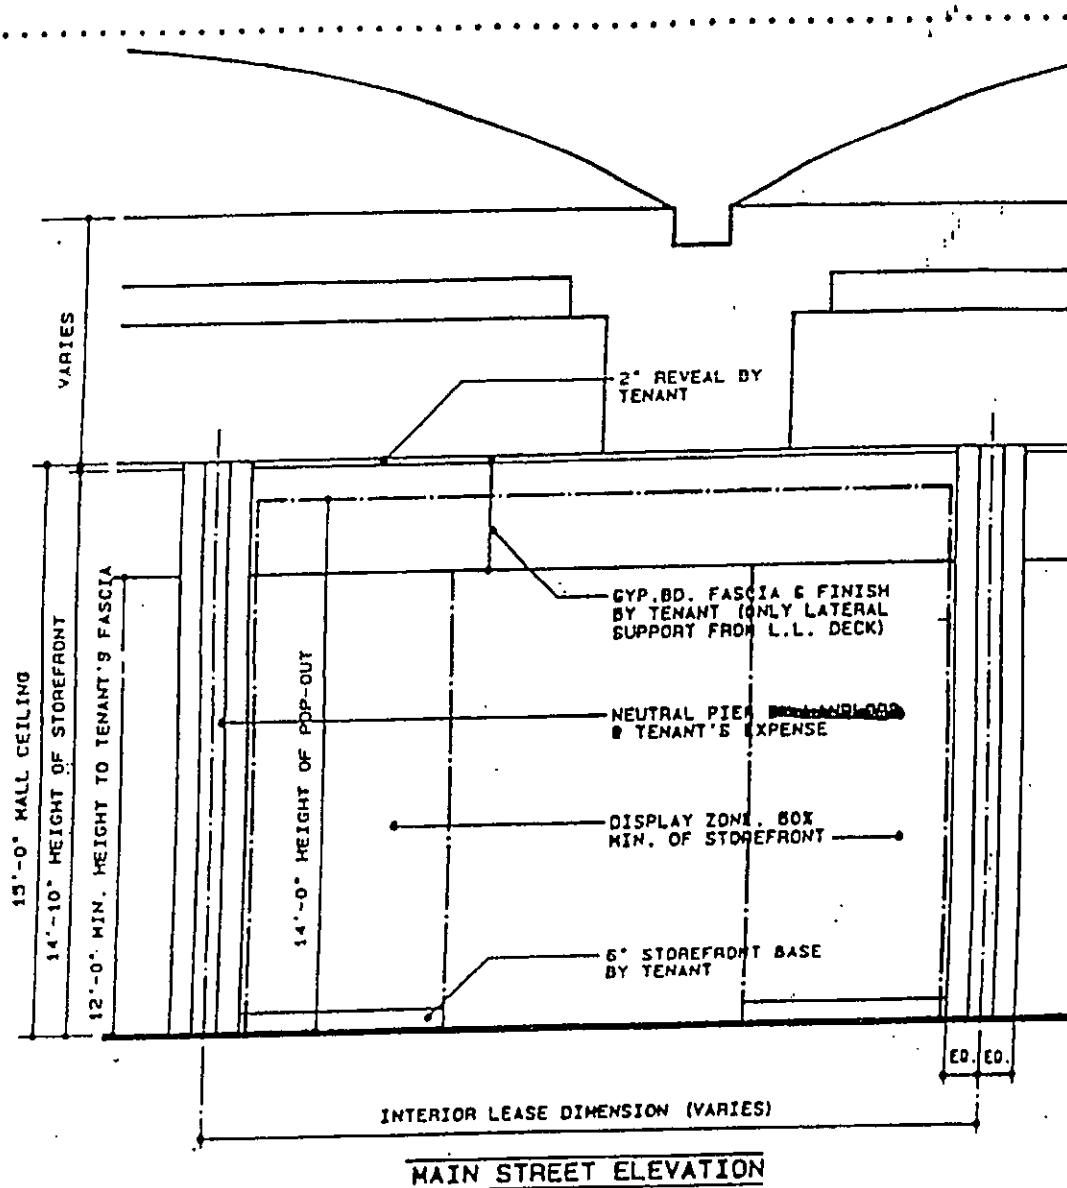 VARIES
2" REVEAL BY
TENANT
GYP.BD. FASCIA & FINISH
BY TENANT (ONLY LATERAL
SUPPORT FROM L.L. DECK)
NEUTRAL PIER
@ TENANT'S EXPENSE
DISPLAY ZONE. 60%
MIN. OF STOREFRONT
6" STOREFRONT BASE
BY TENANT
15'-0" MALL CEILING
14'-10" HEIGHT OF STOREFRONT
12'-0" MIN. HEIGHT TO TENANT'S FASCIA
14'-0" HEIGHT OF POP-OUT
EQ. EQ.
INTERIOR LEASE DIMENSION (VARIES)
MAIN STREET ELEVATION